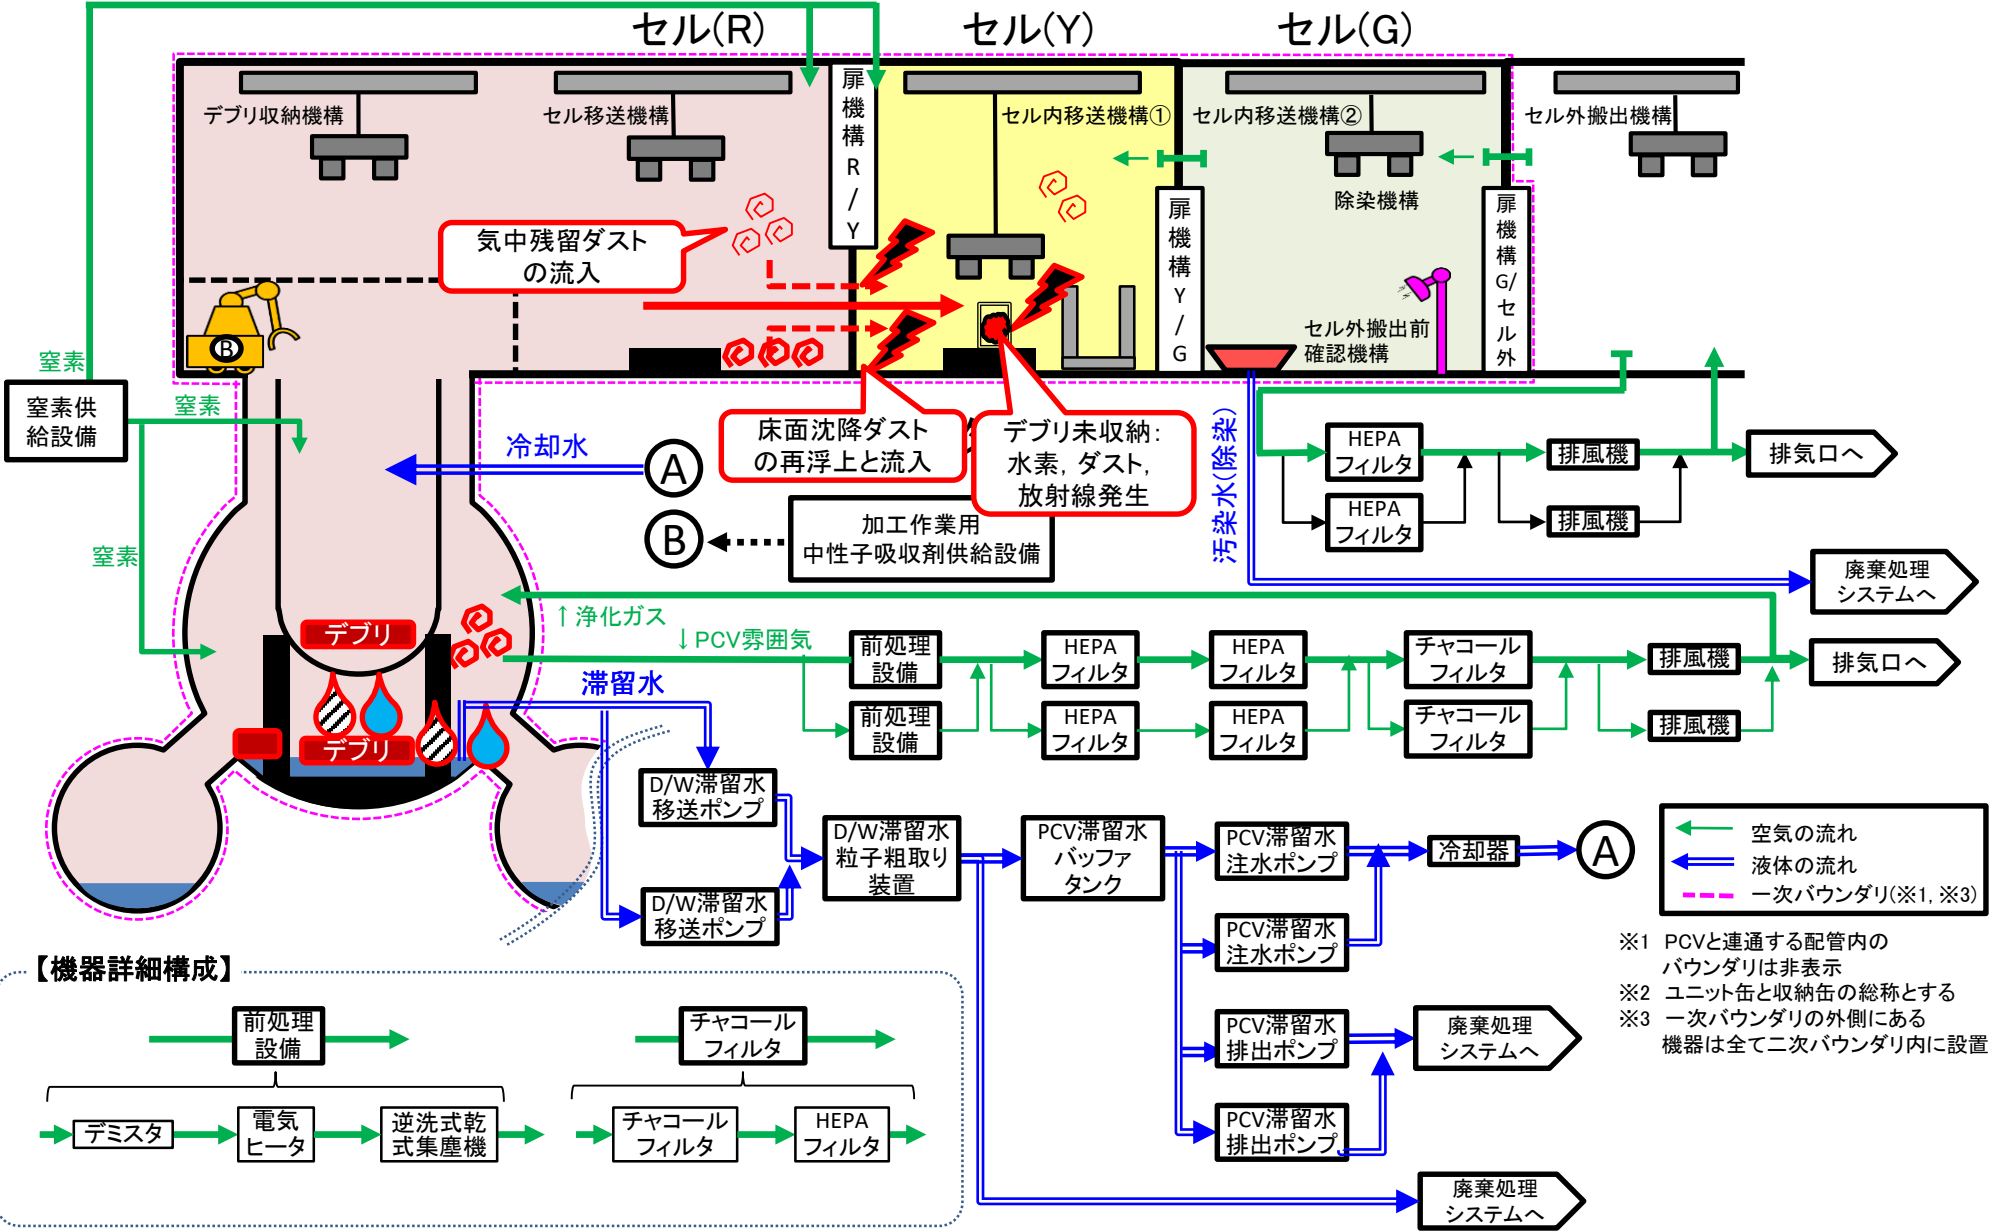 セル(R)
セル(Y)
セル(G)
デブリ収納機構
セル移送機構
扉機構R/Y
セル内移送機構①
セル内移送機構②
セル外搬出機構
除染機構
扉機構Y/G
扉機構G/セル外
気中残留ダスト
の流入
セル外搬出前
確認機構
B
窒素
窒素供
給設備
窒素
窒素
冷却水
A
B
床面沈降ダスト
の再浮上と流入
デブリ未収納:
水素, ダスト,
放射線発生
加工作業用
中性子吸収剤供給設備
汚染水(除染)
HEPA
フィルタ
HEPA
フィルタ
排風機
排風機
排気口へ
廃棄処理
システムへ
↑浄化ガス
↓PCV雰囲気
前処理
設備
前処理
設備
HEPA
フィルタ
HEPA
フィルタ
HEPA
フィルタ
HEPA
フィルタ
チャコール
フィルタ
チャコール
フィルタ
排風機
排風機
排気口へ
デブリ
デブリ
滞留水
D/W滞留水
移送ポンプ
D/W滞留水
移送ポンプ
D/W滞留水
粒子粗取り
装置
PCV滞留水
バッファ
タンク
PCV滞留水
注水ポンプ
PCV滞留水
注水ポンプ
PCV滞留水
排出ポンプ
PCV滞留水
排出ポンプ
冷却器
A
廃棄処理
システムへ
廃棄処理
システムへ
空気の流れ
液体の流れ
一次バウンダリ(※1, ※3)
※1 PCVと連通する配管内の
バウンダリは非表示
※2 ユニット缶と収納缶の総称とする
※3 一次バウンダリの外側にある
機器は全て二次バウンダリ内に設置
【機器詳細構成】
前処理
設備
デミスタ
電気
ヒータ
逆洗式乾
式集塵機
チャコール
フィルタ
チャコール
フィルタ
HEPA
フィルタ